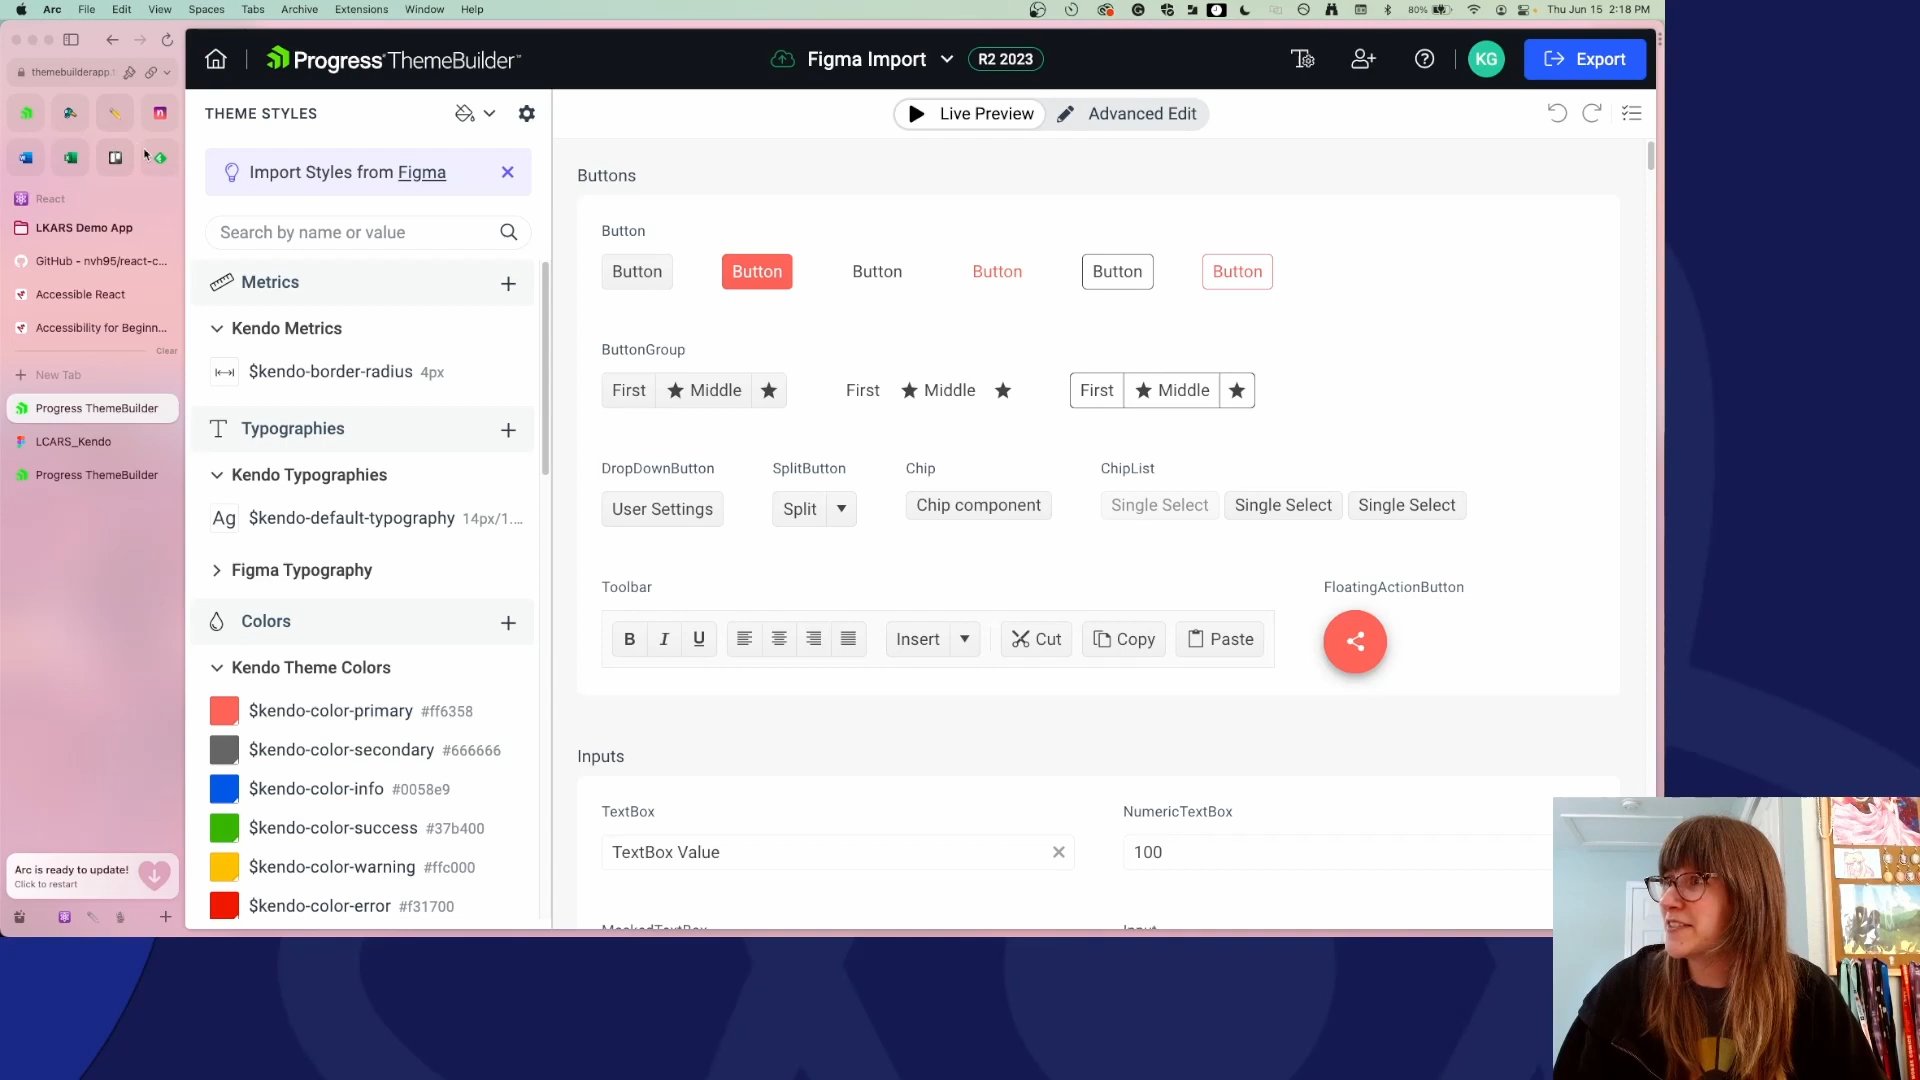 Arc File Edit View Spaces Tabs Archive Extensions Window Help
80% Thu Jun 15 2:18 PM
themebuilderapp.t
React
LKARS Demo App
GitHub - nvh95/react-c...
Accessible React
Accessibility for Beginn...
Clear
New Tab
Progress ThemeBuilder
LCARS_Kendo
Progress ThemeBuilder
Arc is ready to update!
Click to restart
Progress ThemeBuilder
Figma Import
R2 2023
KG
Export
THEME STYLES
Live Preview
Advanced Edit
Import Styles from Figma
Search by name or value
Metrics
Kendo Metrics
$kendo-border-radius 4px
Typographies
Kendo Typographies
Ag $kendo-default-typography 14px/1....
Figma Typography
Colors
Kendo Theme Colors
$kendo-color-primary #ff6358
$kendo-color-secondary #666666
$kendo-color-info #0058e9
$kendo-color-success #37b400
$kendo-color-warning #ffc000
$kendo-color-error #f31700
Buttons
Button
Button Button Button Button Button Button
ButtonGroup
First Middle First Middle First Middle
DropDownButton SplitButton Chip ChipList
User Settings Split Chip component Single Select Single Select Single Select
Toolbar FloatingActionButton
B I U Insert Cut Copy Paste
Inputs
TextBox NumericTextBox
TextBox Value 100
MaskedTextBox Input